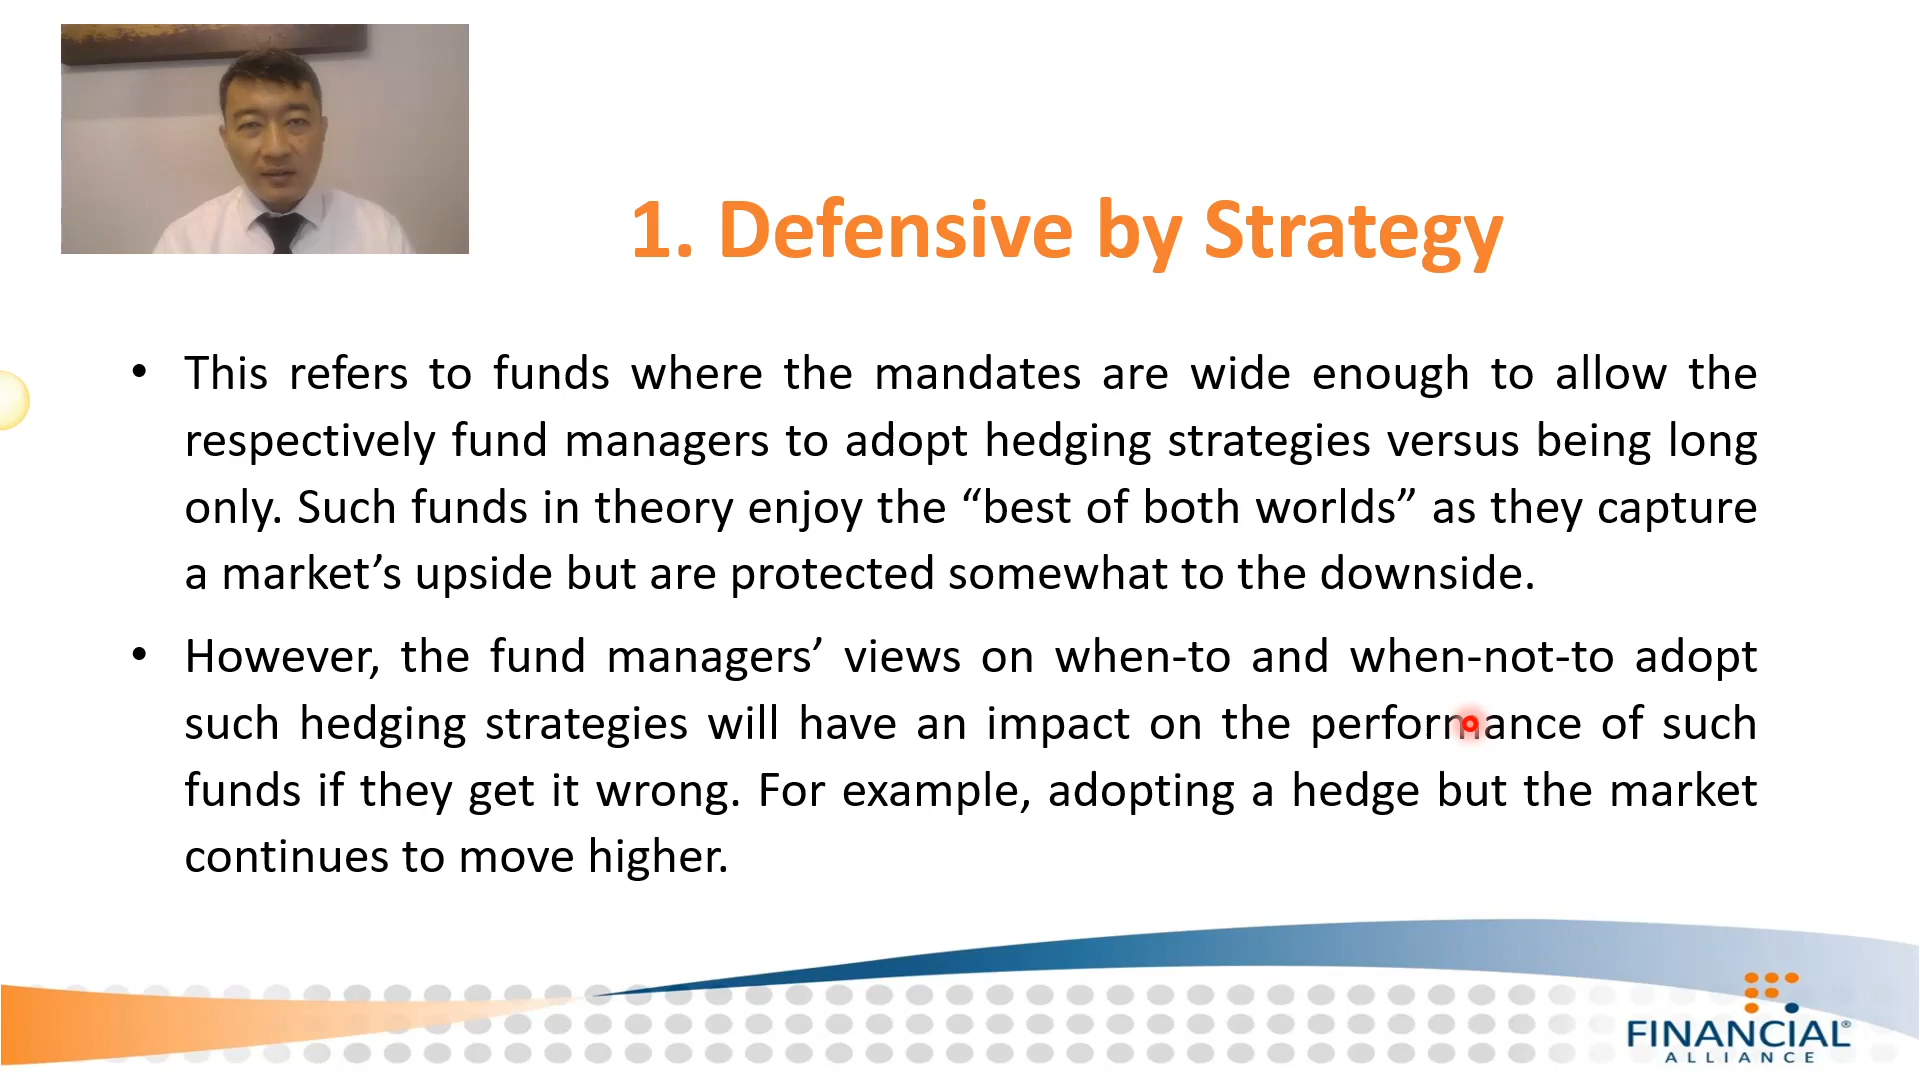 1. Defensive by Strategy
• This refers to funds where the mandates are wide enough to allow the
respectively fund managers to adopt hedging strategies versus being long
only. Such funds in theory enjoy the “best of both worlds” as they capture
a market’s upside but are protected somewhat to the downside.
• However, the fund managers’ views on when-to and when-not-to adopt
such hedging strategies will have an impact on the performance of such
funds if they get it wrong. For example, adopting a hedge but the market
continues to move higher.
FINANCIAL®
ALLIANCE